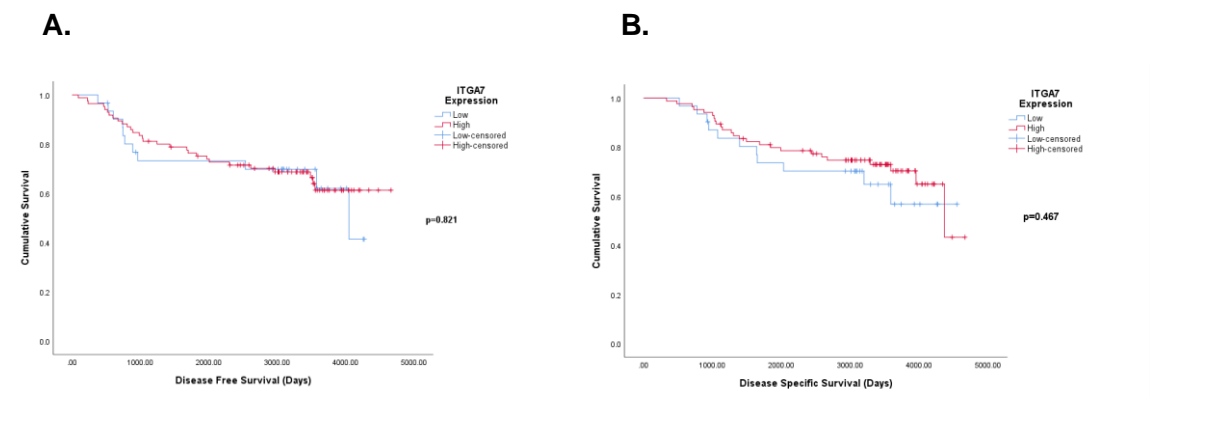 A.
B.
ITGA7
Expression
Low
High
Low-censored
High-censored
1.0
0.8
0.6
0.4
0.2
0.0
Cumulative Survival
p=0.821
.00
1000.00
2000.00
3000.00
4000.00
5000.00
Disease Free Survival (Days)
ITGA7
Expression
Low
High
Low-censored
High-censored
1.0
0.8
0.6
0.4
0.2
0.0
Cumulative Survival
p=0.467
.00
1000.00
2000.00
3000.00
4000.00
5000.00
Disease Specific Survival (Days)